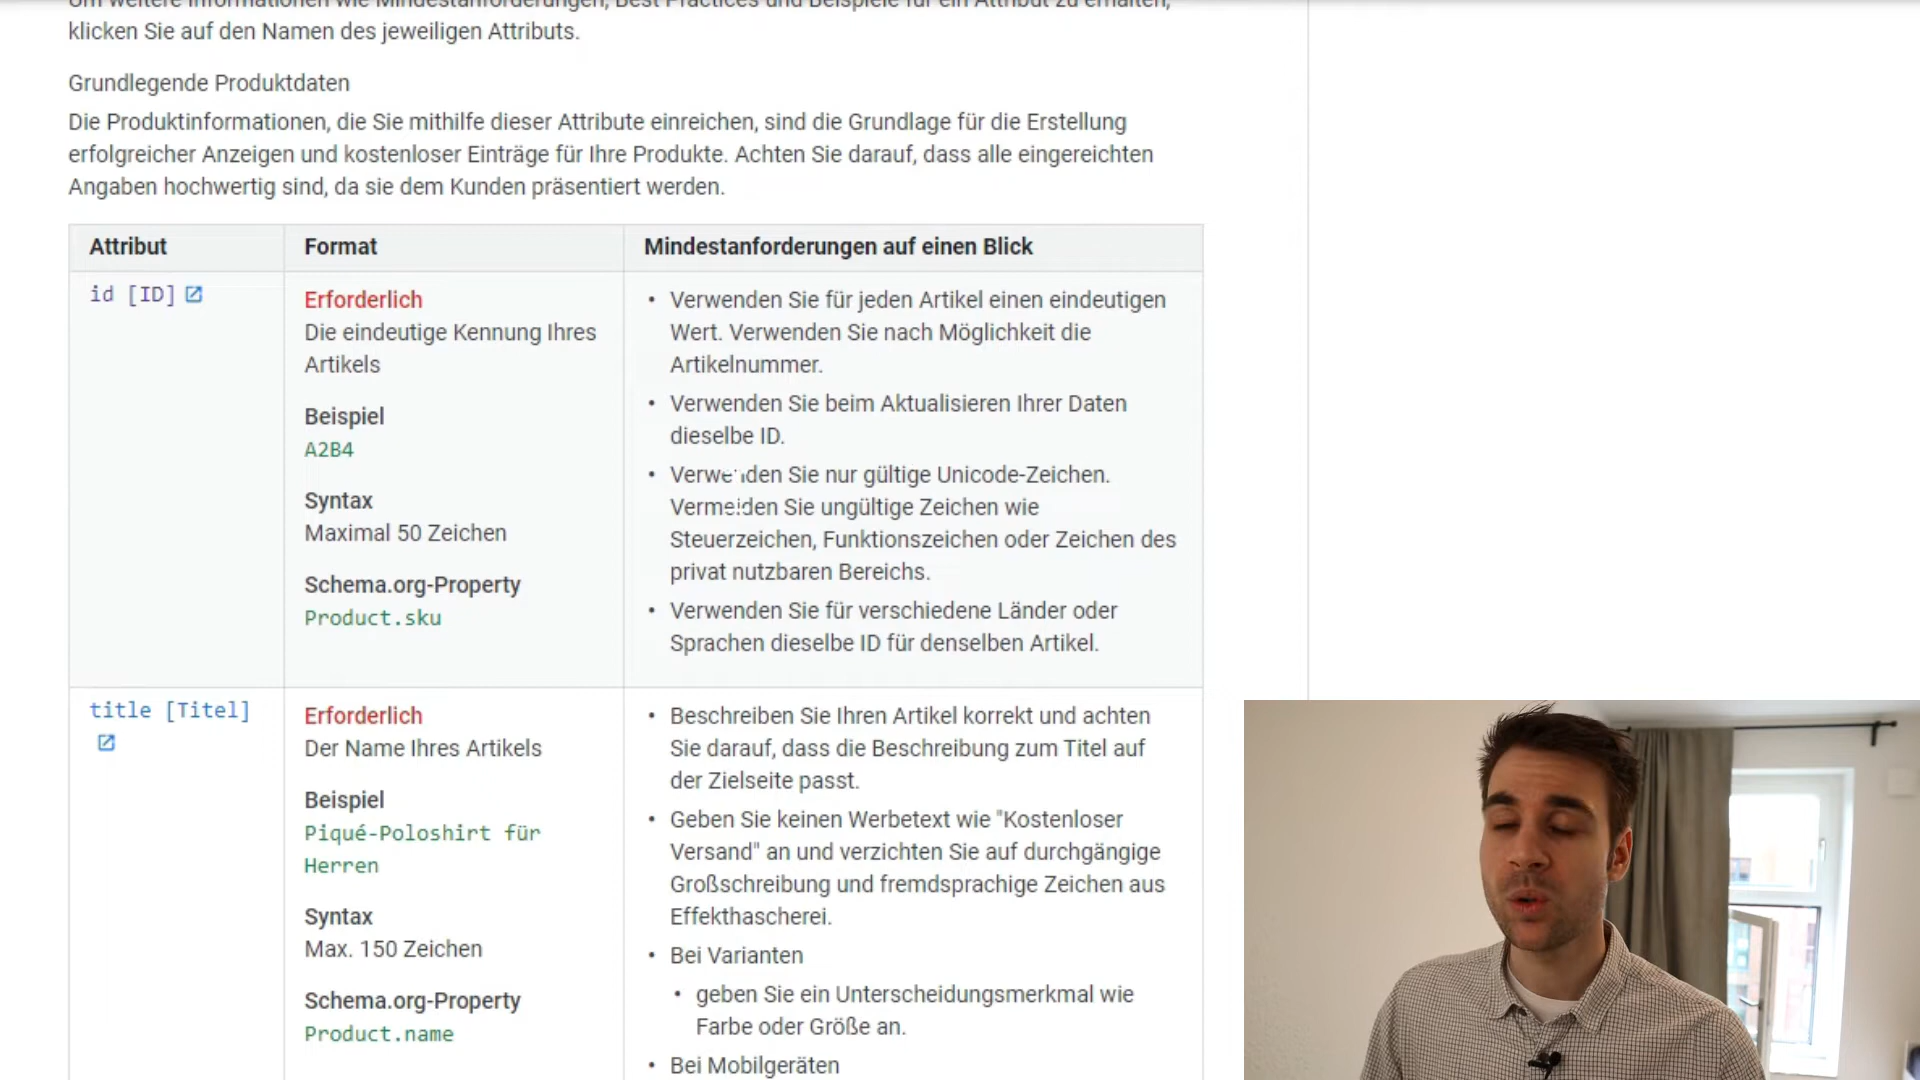 Um weitere Informationen wie Mindestanforderungen, Best Practices und Beispiele für ein Attribut zu erhalten,
klicken Sie auf den Namen des jeweiligen Attributs.
Grundlegende Produktdaten
Die Produktinformationen, die Sie mithilfe dieser Attribute einreichen, sind die Grundlage für die Erstellung
erfolgreicher Anzeigen und kostenloser Einträge für Ihre Produkte. Achten Sie darauf, dass alle eingereichten
Angaben hochwertig sind, da sie dem Kunden präsentiert werden.
Attribut
Format
Mindestanforderungen auf einen Blick
id [ID]
Erforderlich
Die eindeutige Kennung Ihres
Artikels
Beispiel
A2B4
Syntax
Maximal 50 Zeichen
Schema.org-Property
Product.sku
• Verwenden Sie für jeden Artikel einen eindeutigen
Wert. Verwenden Sie nach Möglichkeit die
Artikelnummer.
• Verwenden Sie beim Aktualisieren Ihrer Daten
dieselbe ID.
• Verwenden Sie nur gültige Unicode-Zeichen.
Vermeiden Sie ungültige Zeichen wie
Steuerzeichen, Funktionszeichen oder Zeichen des
privat nutzbaren Bereichs.
• Verwenden Sie für verschiedene Länder oder
Sprachen dieselbe ID für denselben Artikel.
title [Titel]
Erforderlich
Der Name Ihres Artikels
Beispiel
Piqué-Poloshirt für
Herren
Syntax
Max. 150 Zeichen
Schema.org-Property
Product.name
• Beschreiben Sie Ihren Artikel korrekt und achten
Sie darauf, dass die Beschreibung zum Titel auf
der Zielseite passt.
• Geben Sie keinen Werbetext wie "Kostenloser
Versand" an und verzichten Sie auf durchgängige
Großschreibung und fremdsprachige Zeichen aus
Effekthascherei.
• Bei Varianten
• geben Sie ein Unterscheidungsmerkmal wie
Farbe oder Größe an.
• Bei Mobilgeräten